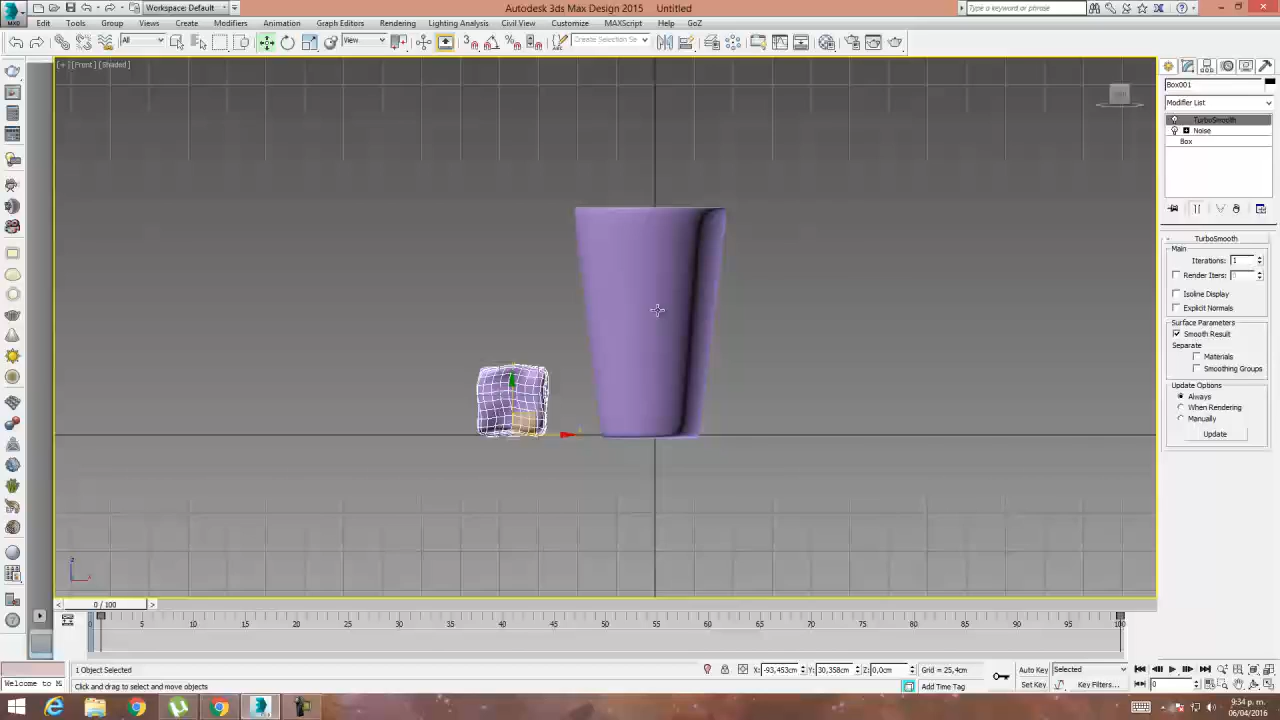 Workspace: Default
Autodesk 3ds Max Design 2015 Untitled
Type a keyword or phrase
MXD
Edit Tools Group Views Create Modifiers Animation Graph Editors Rendering Lighting Analysis Civil View Customize MAXScript Help GoZ
All
View
Create Selection Se
[+] [Front] [Shaded]
Box001
Modifier List
TurboSmooth
Noise
Box
TurboSmooth
Main
Iterations: 1
Render Iters: 0
Isoline Display
Explicit Normals
Surface Parameters
Smooth Result
Separate
Materials
Smoothing Groups
Update Options
Always
When Rendering
Manually
Update
z
0 / 100
0 5 10 15 20 25 30 35 40 45 50 55 60 65 70 75 80 85 90 95 100
1 Object Selected
X: -93,453cm Y: 30,358cm Z: 0,0cm
Grid = 25,4cm
Auto Key
Selected
Welcome to M
Click and drag to select and move objects
Add Time Tag
Set Key
Key Filters...
0
9:34 p. m.
06/04/2016